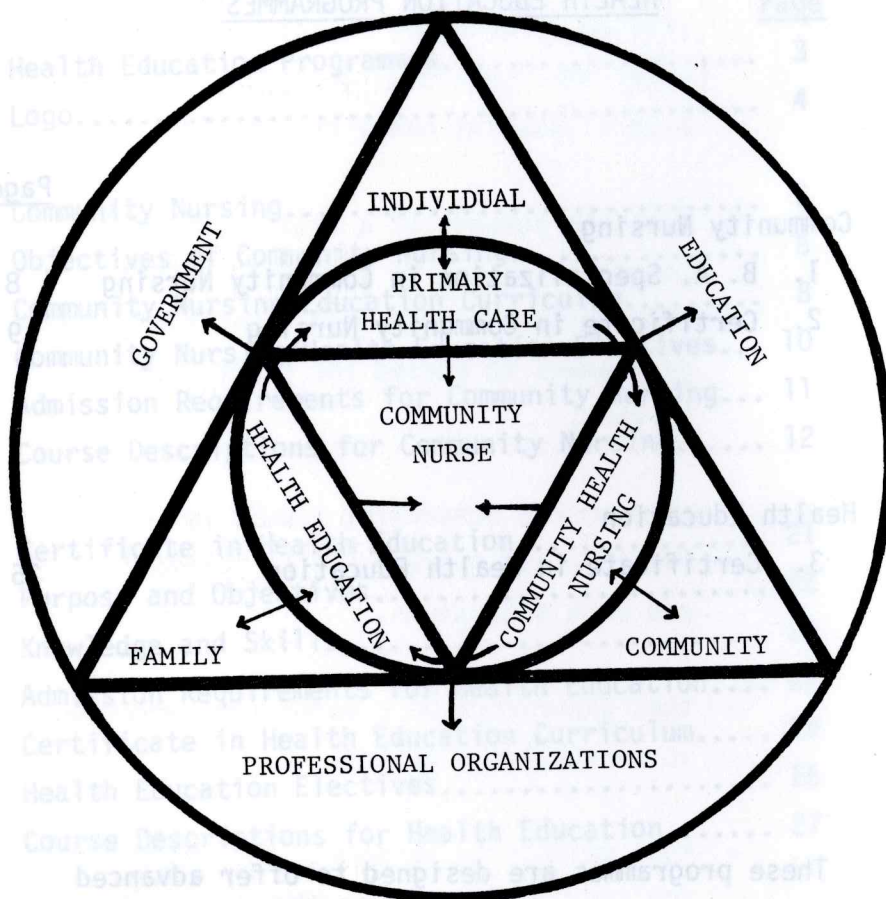 INDIVIDUAL
PRIMARY
HEALTH CARE
GOVERNMENT
EDUCATION
COMMUNITY
NURSE
HEALTH EDUCATION
COMMUNITY HEALTH
NURSING
FAMILY
COMMUNITY
PROFESSIONAL ORGANIZATIONS
HEALTH EDUCATION PROGRAMMES Page
Health Education Programmes 3
Logo 4
Page
Community Nursing
Community Nursing
Objectives for Community Nursing
1. Specialization in Community Nursing 8
Community Nursing Education Curriculum 8
2. Certificate in Community Nursing 9
Community 10
Admission Requirements for Community Nursing... 11
Course Descriptions for Community Nursing 12
Health Education
Certificate in Health Education
3. Certificate in Health Education
Purpose and Objectives
Knowledge and Skills
Admission Requirements for Health Education
Certificate in Health Education Curriculum
Health Education Electives
Course Descriptions for Health Education 27
These programmes are designed to offer advanced